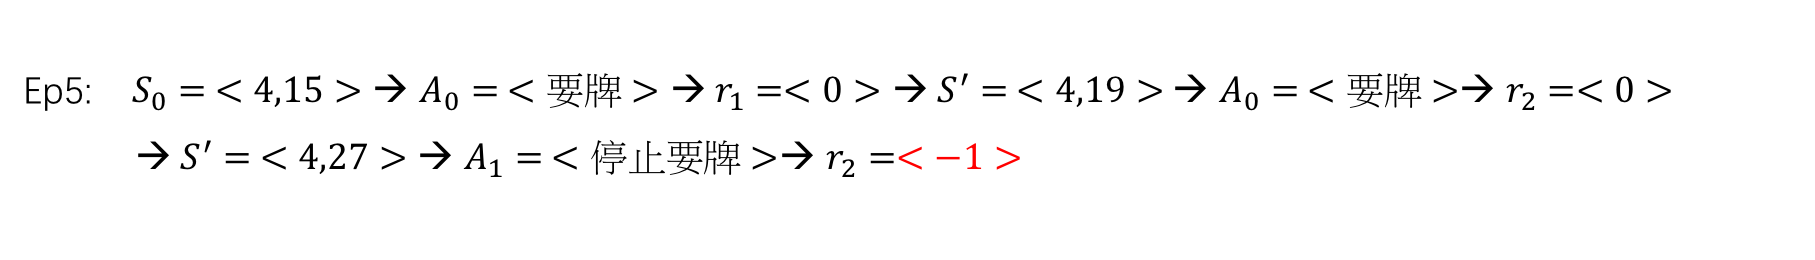 Ep5: S₀ = < 4,15 > → A₀ = < 要牌 > → r₁ =< 0 > → S′ = < 4,19 > → A₀ = < 要牌 >→ r₂ =< 0 >
→ S′ = < 4,27 > → A₁ = < 停止要牌 >→ r₂ =< −1 >